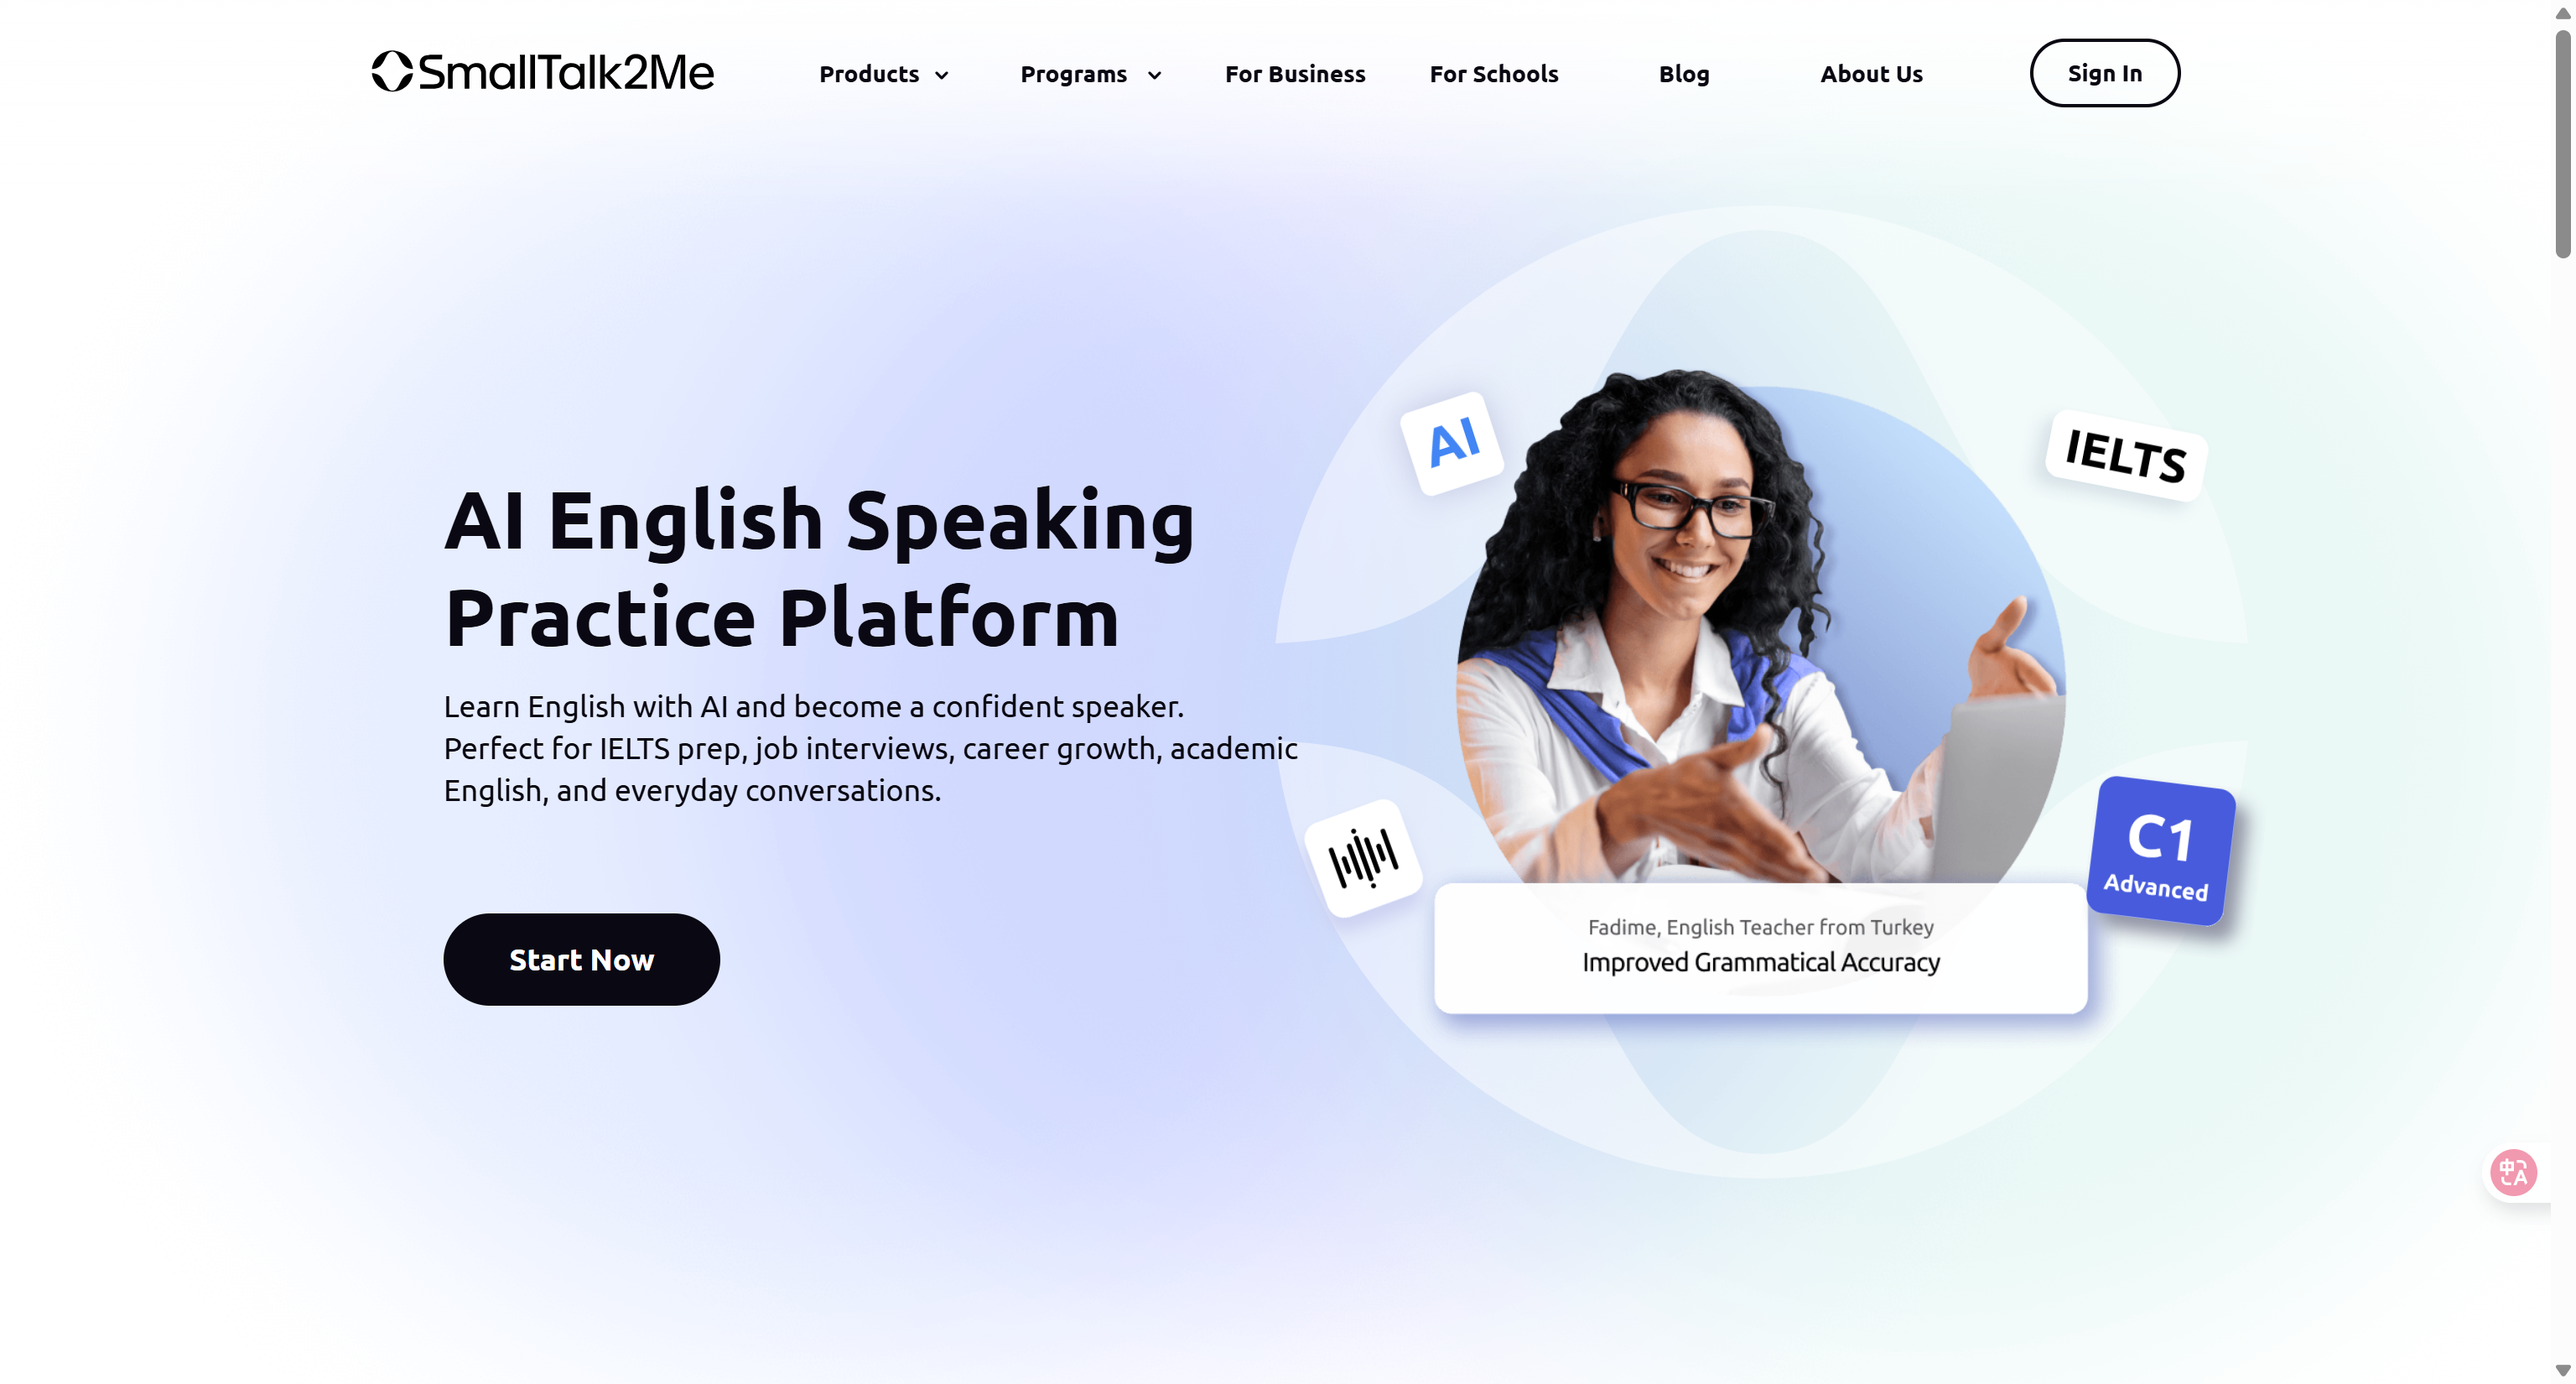 SmallTalk2Me
Products
Programs
For Business
For Schools
Blog
About Us
Sign In
AI English Speaking
Practice Platform
Learn English with AI and become a confident speaker.
Perfect for IELTS prep, job interviews, career growth, academic
English, and everyday conversations.
Start Now
AI
IELTS
C1
Advanced
Fadime, English Teacher from Turkey
Improved Grammatical Accuracy
中 A